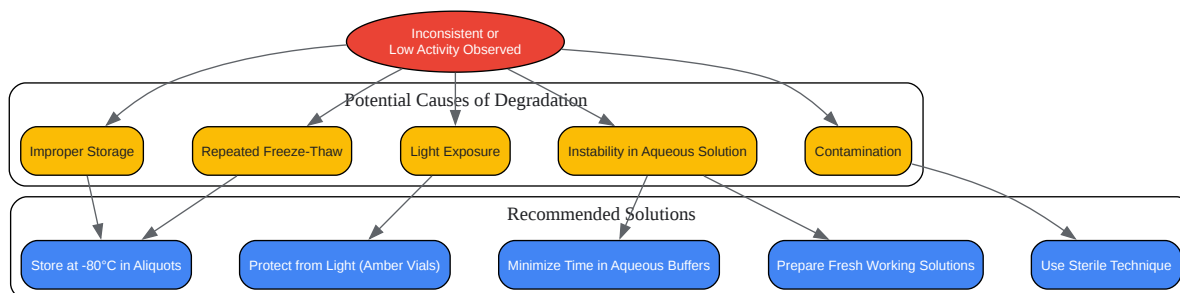 Inconsistent or
Low Activity Observed
Potential Causes of Degradation
Improper Storage
Repeated Freeze-Thaw
Light Exposure
Instability in Aqueous Solution
Contamination
Recommended Solutions
Store at -80°C in Aliquots
Protect from Light (Amber Vials)
Minimize Time in Aqueous Buffers
Prepare Fresh Working Solutions
Use Sterile Technique